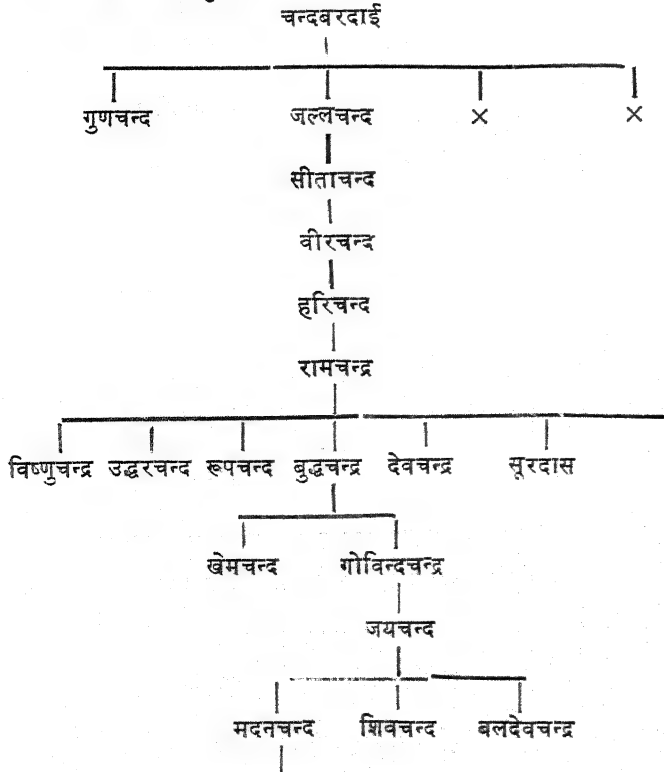 चन्दबरदाई
गुणचन्द जल्लचन्द × ×
सीताचन्द
वीरचन्द
हरिचन्द
रामचन्द्र
विष्णुचन्द्र उद्धरचन्द रूपचन्द बुद्धचन्द्र देवचन्द्र सूरदास
खेमचन्द गोविन्दचन्द्र
जयचन्द
मदनचन्द शिवचन्द बलदेवचन्द्र